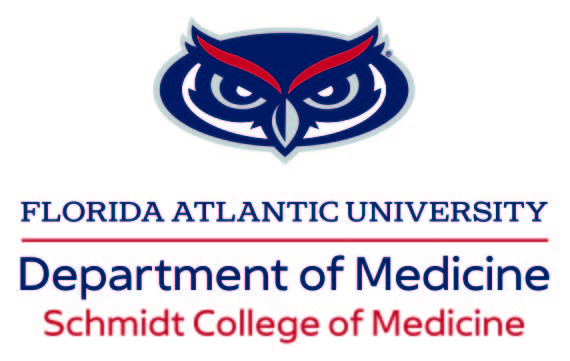 FLORIDA ATLANTIC UNIVERSITY
Department of Medicine
Schmidt College of Medicine